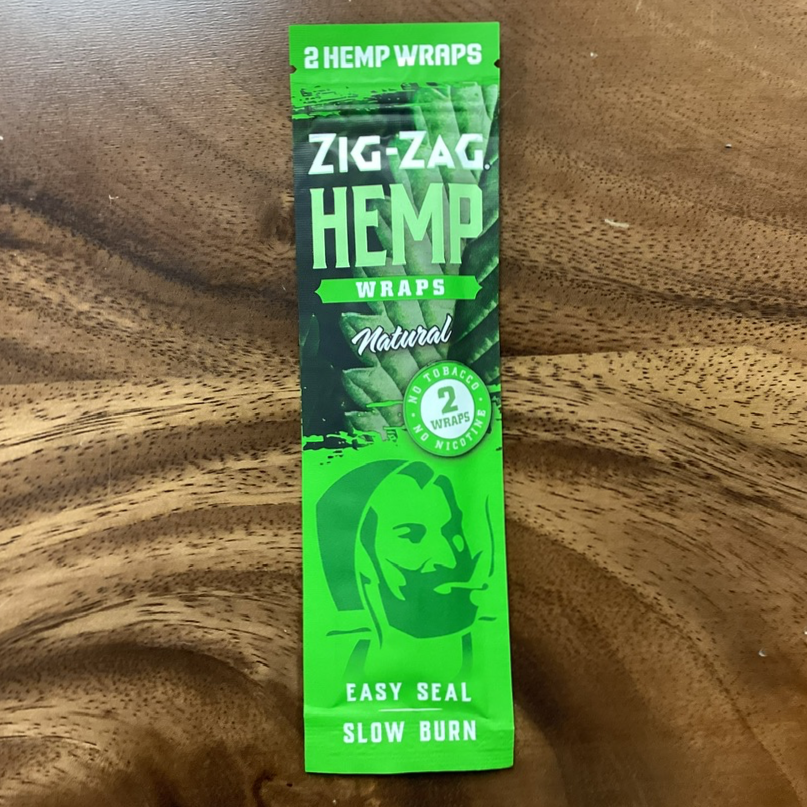 2 HEMP WRAPS
ZIG-ZAG®
HEMP
WRAPS
Natural
NO TOBACCO
2
WRAPS
NO NICOTINE
EASY SEAL
SLOW BURN